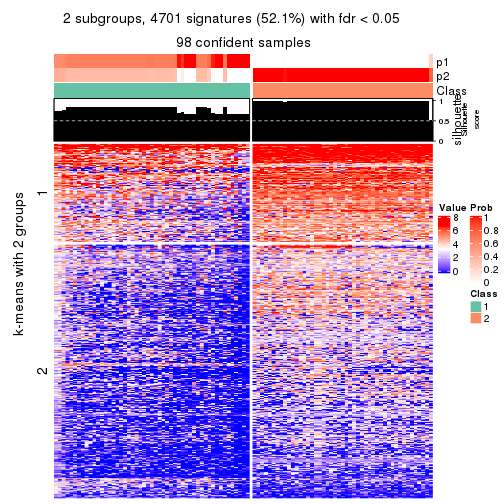 2 subgroups, 4701 signatures (52.1%) with fdr < 0.05
98 confident samples
p1
p2
Class
silhouette
Silhouette
score
1
0.5
0
k-means with 2 groups
1
2
Value
8
6
4
2
0
Prob
1
0.8
0.6
0.4
0.2
0
Class
1
2